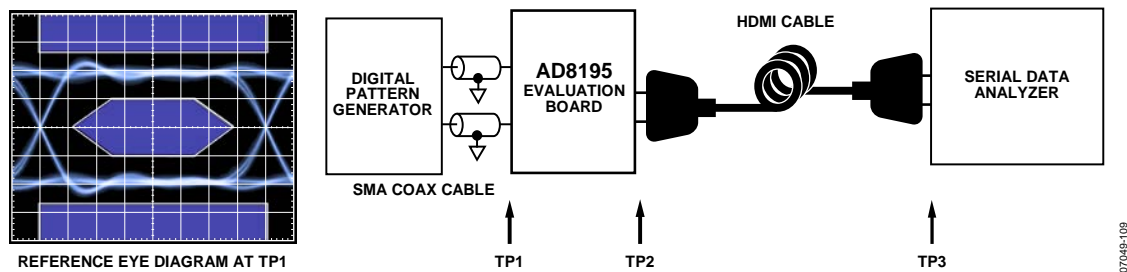 REFERENCE EYE DIAGRAM AT TP1
DIGITAL
PATTERN
GENERATOR
SMA COAX CABLE
AD8195
EVALUATION
BOARD
HDMI CABLE
SERIAL DATA
ANALYZER
TP1
TP2
TP3
07049-109